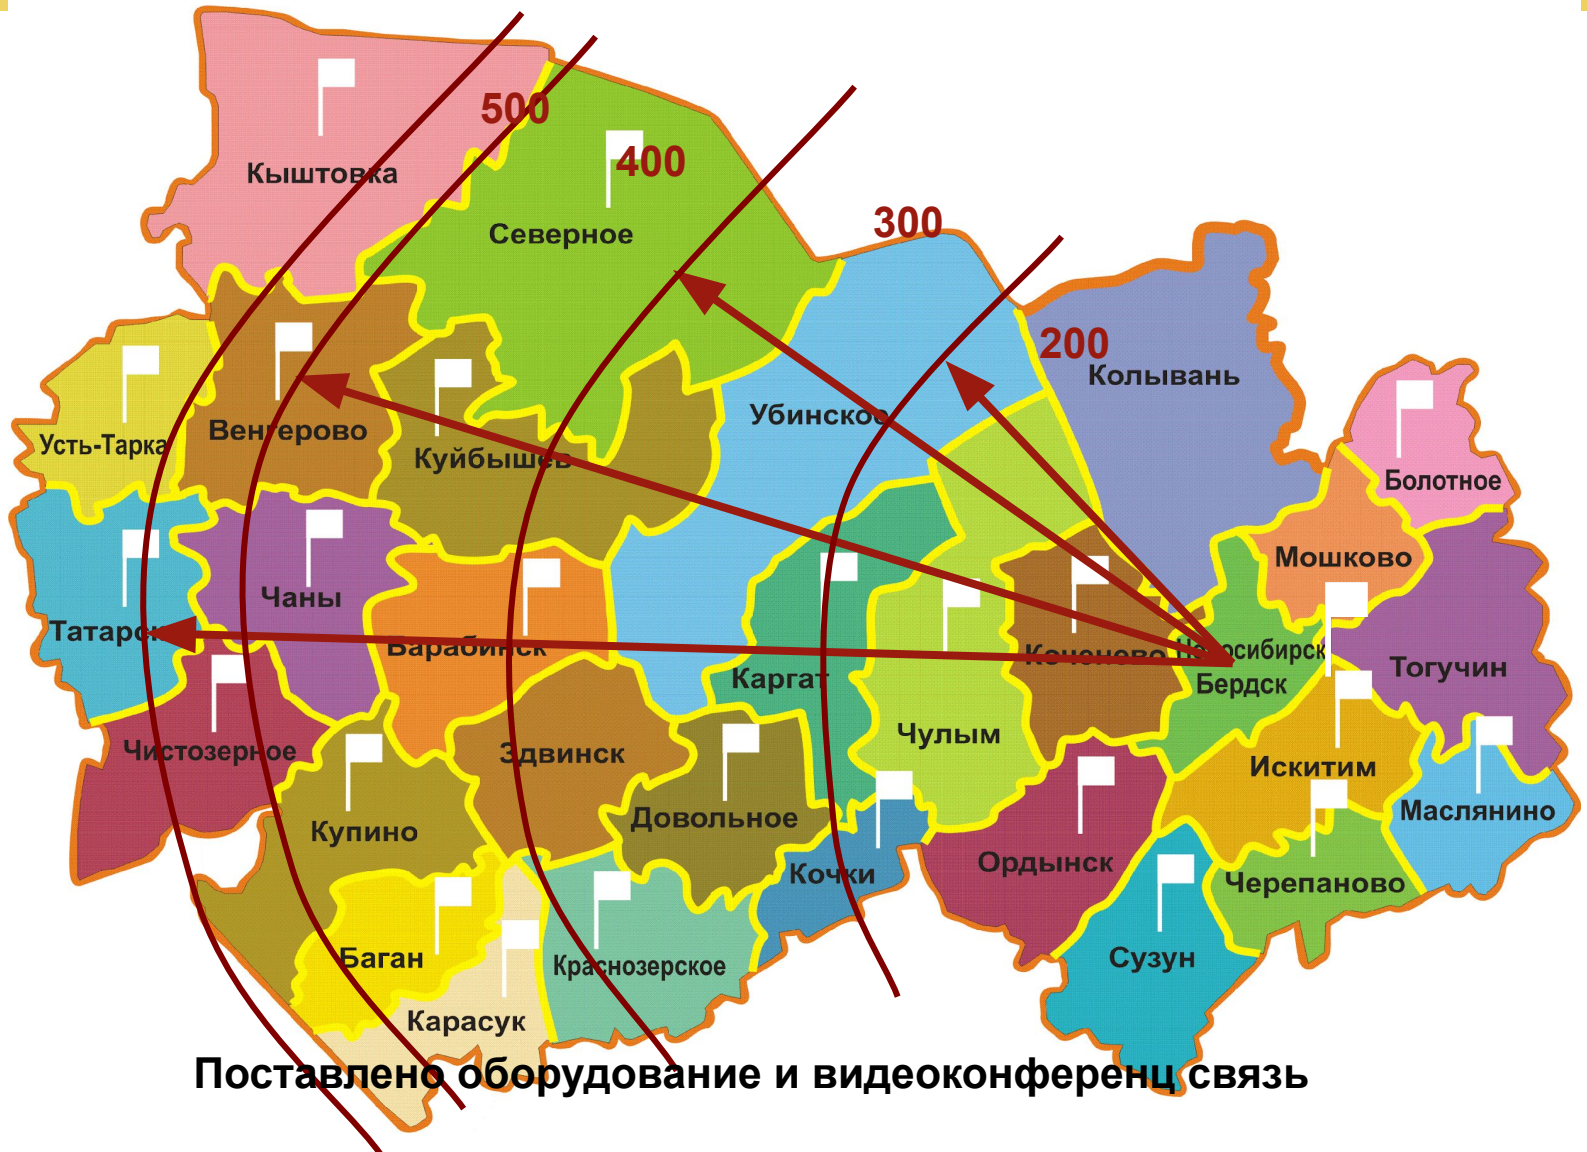 500
400
Кыштовка
300
Северное
200
Колывань
Убинское
Усть-Тарка
Венгерово
Куйбышев
Болотное
Мошково
Чаны
Татарск
Барабинск
Коченево
Новосибирск
Бердск
Тогучин
Каргат
Чулым
Чистозерное
Здвинск
Искитим
Маслянино
Довольное
Купино
Ордынск
Кочки
Черепаново
Баган
Краснозерское
Сузун
Карасук
Поставлено оборудование и видеоконференц связь